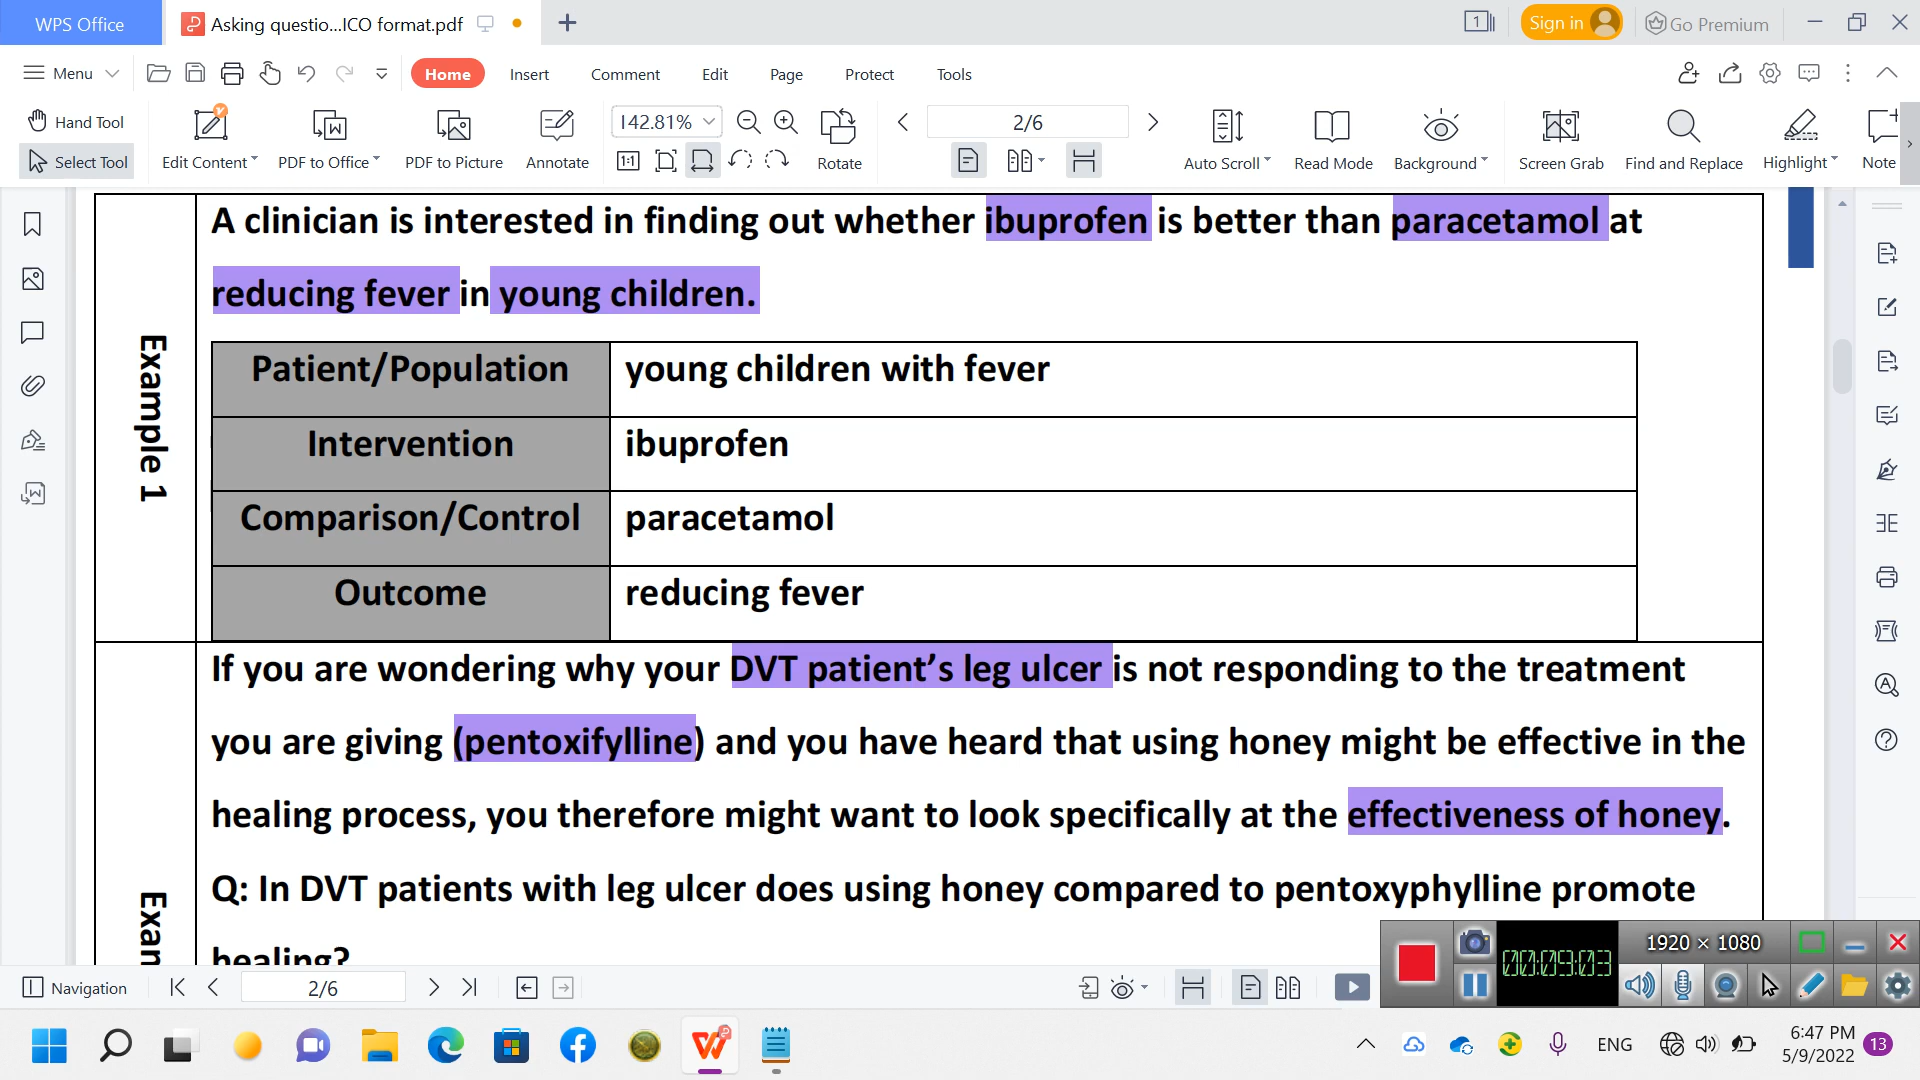 WPS Office
Asking questio...ICO format.pdf
1
Sign in
Go Premium
Menu
Home
Insert
Comment
Edit
Page
Protect
Tools
Hand Tool
Select Tool
Edit Content
PDF to Office
PDF to Picture
Annotate
142.81%
1:1
Rotate
2/6
Auto Scroll
Read Mode
Background
Screen Grab
Find and Replace
Highlight
Note
A clinician is interested in finding out whether ibuprofen is better than paracetamol at
reducing fever in young children.
Example 1
Patient/Population
young children with fever
Intervention
ibuprofen
Comparison/Control
paracetamol
Outcome
reducing fever
If you are wondering why your DVT patient’s leg ulcer is not responding to the treatment
you are giving (pentoxifylline) and you have heard that using honey might be effective in the
healing process, you therefore might want to look specifically at the effectiveness of honey.
Q: In DVT patients with leg ulcer does using honey compared to pentoxyphylline promote
healing?
Exam
00:09:03
1920 × 1080
Navigation
2/6
ENG
6:47 PM
5/9/2022
13